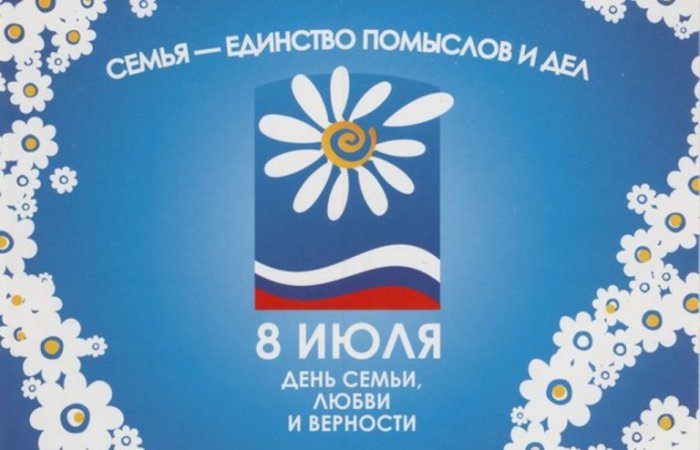 СЕМЬЯ — ЕДИНСТВО ПОМЫСЛОВ И ДЕЛ
8 ИЮЛЯ
ДЕНЬ СЕМЬИ,
ЛЮБВИ
И ВЕРНОСТИ